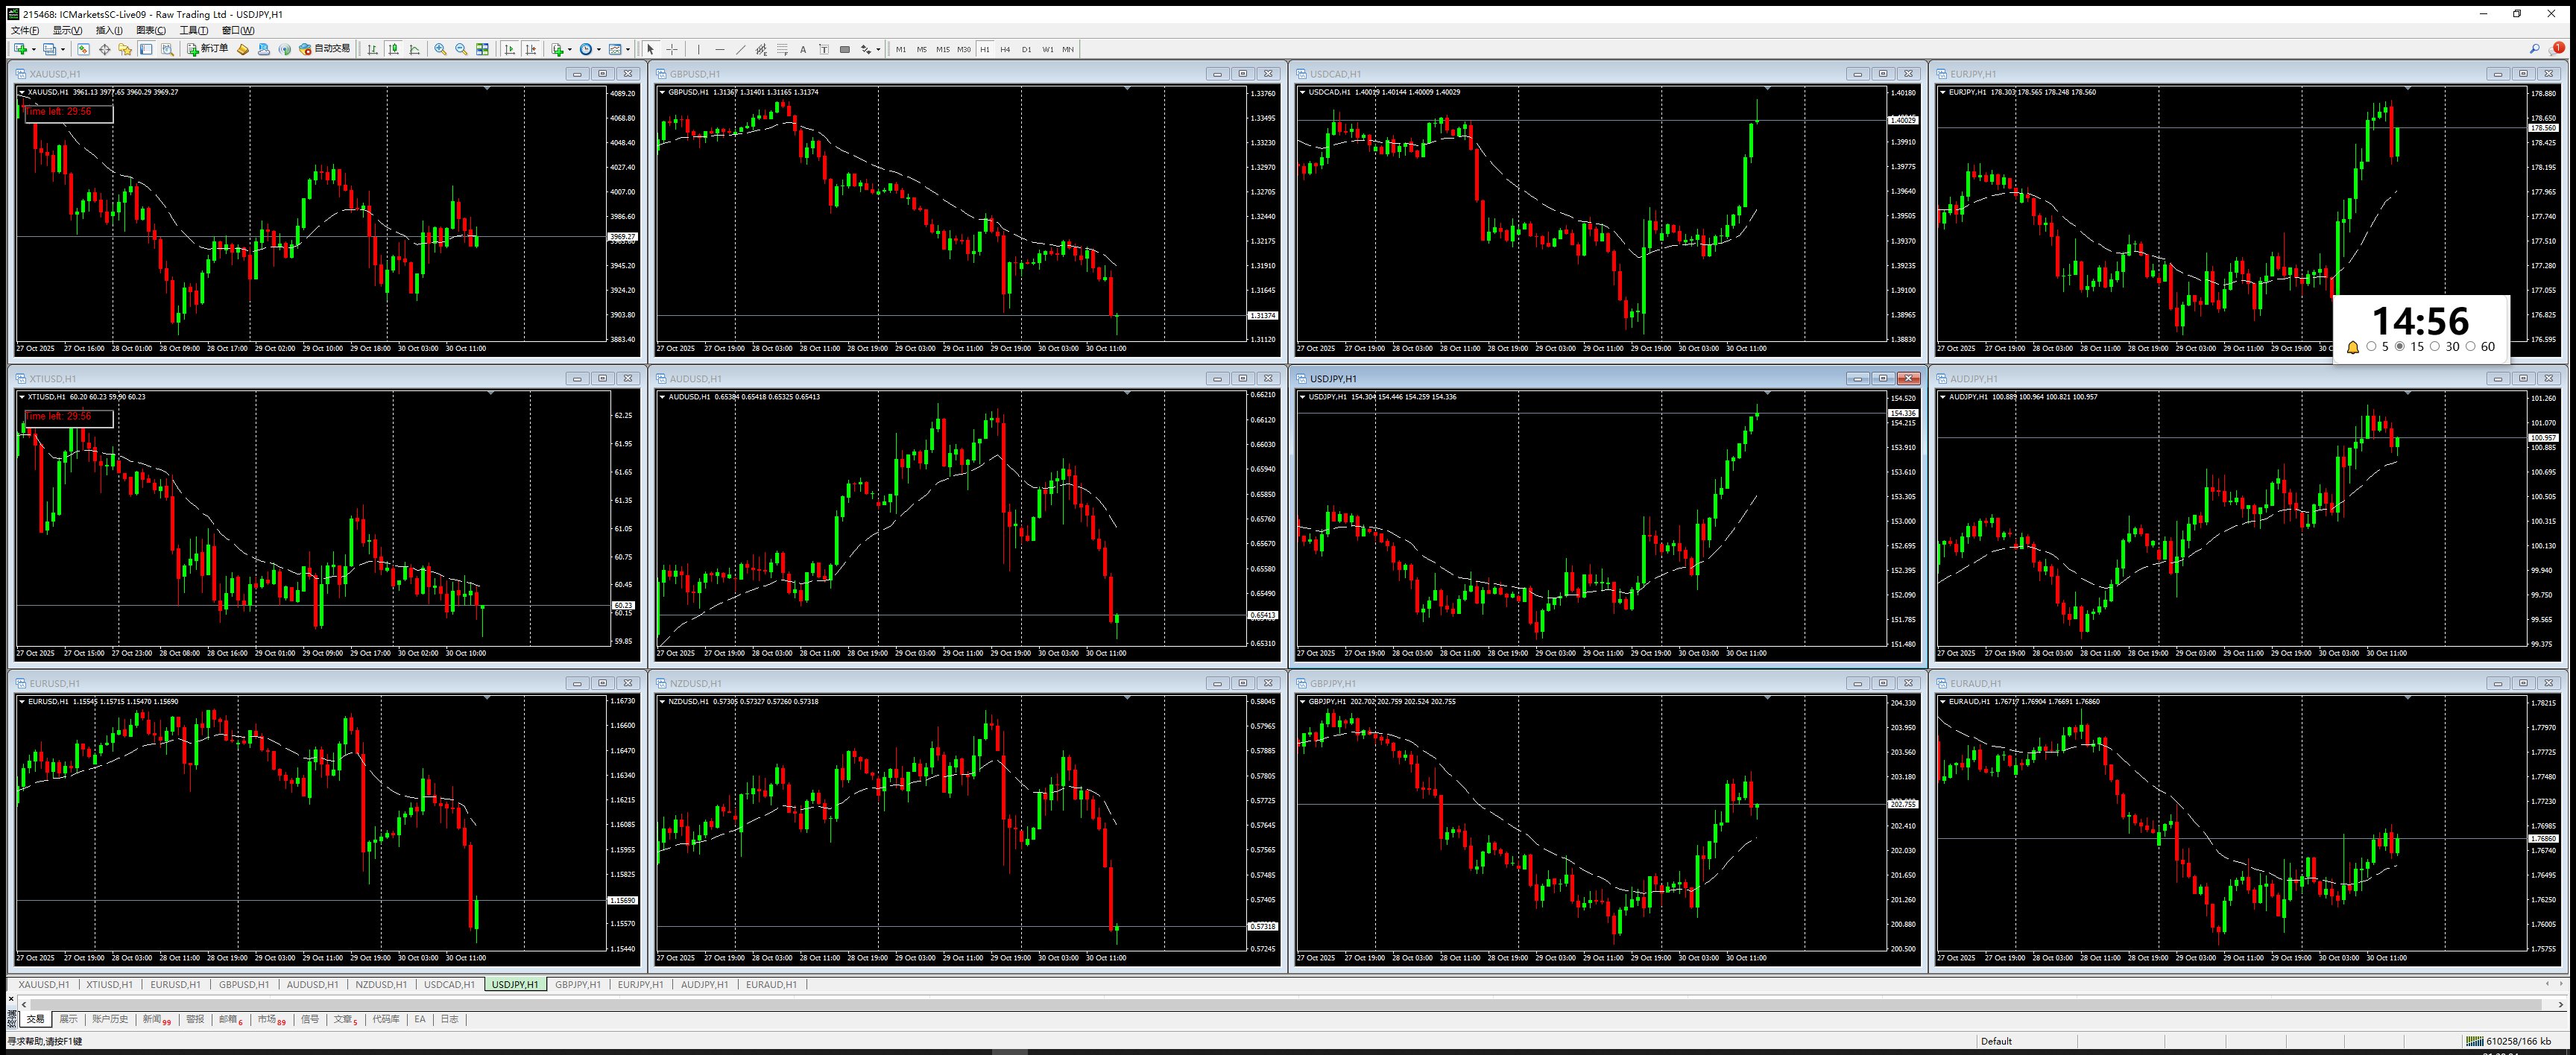 215468: ICMarketsSC-Live09 - Raw Trading Ltd - USDJPY,H1
文件(F) 显示(V) 插入(I) 图表(C) 工具(T) 窗口(W)
新订单 自动交易 A T M1 M5 M15 M30 H1 H4 D1 W1 MN 1
XAUUSD,H1
XAUUSD,H1 3961.13 3977.65 3960.29 3969.27
Time left: 29:56
4089.20
4068.80
4048.40
4027.40
4007.00
3986.60
3969.27
3945.20
3924.20
3903.80
3883.40
27 Oct 2025 27 Oct 16:00 28 Oct 01:00 28 Oct 09:00 28 Oct 17:00 29 Oct 02:00 29 Oct 10:00 29 Oct 18:00 30 Oct 03:00 30 Oct 11:00
GBPUSD,H1
GBPUSD,H1 1.31367 1.31401 1.31165 1.31374
1.33760
1.33495
1.33230
1.32970
1.32705
1.32440
1.32175
1.31910
1.31645
1.31374
1.31120
27 Oct 2025 27 Oct 19:00 28 Oct 03:00 28 Oct 11:00 28 Oct 19:00 29 Oct 03:00 29 Oct 11:00 29 Oct 19:00 30 Oct 03:00 30 Oct 11:00
USDCAD,H1
USDCAD,H1 1.40019 1.40144 1.40009 1.40029
1.40180
1.40029
1.39910
1.39775
1.39640
1.39505
1.39370
1.39235
1.39100
1.38965
1.38830
27 Oct 2025 27 Oct 19:00 28 Oct 03:00 28 Oct 11:00 28 Oct 19:00 29 Oct 03:00 29 Oct 11:00 29 Oct 19:00 30 Oct 03:00 30 Oct 11:00
EURJPY,H1
EURJPY,H1 178.303 178.565 178.248 178.560
178.880
178.650
178.560
178.425
178.195
177.965
177.740
177.510
177.280
177.055
176.825
176.595
27 Oct 2025 27 Oct 19:00 28 Oct 03:00 28 Oct 11:00 28 Oct 19:00 29 Oct 03:00 29 Oct 11:00
14:56
5 15 30 60
XTIUSD,H1
XTIUSD,H1 60.20 60.23 59.90 60.23
Time left: 29:56
62.25
61.95
61.65
61.35
61.05
60.75
60.45
60.23
60.15
59.85
27 Oct 2025 27 Oct 15:00 27 Oct 23:00 28 Oct 08:00 28 Oct 16:00 29 Oct 01:00 29 Oct 09:00 29 Oct 17:00 30 Oct 02:00 30 Oct 10:00
AUDUSD,H1
AUDUSD,H1 0.65384 0.65418 0.65325 0.65413
0.66210
0.66120
0.66030
0.65940
0.65850
0.65760
0.65670
0.65580
0.65490
0.65413
0.65310
27 Oct 2025 27 Oct 19:00 28 Oct 03:00 28 Oct 11:00 28 Oct 19:00 29 Oct 03:00 29 Oct 11:00 29 Oct 19:00 30 Oct 03:00 30 Oct 11:00
USDJPY,H1
USDJPY,H1 154.304 154.446 154.259 154.336
154.520
154.336
154.215
153.910
153.610
153.305
153.000
152.695
152.395
152.090
151.785
151.480
27 Oct 2025 27 Oct 19:00 28 Oct 03:00 28 Oct 11:00 28 Oct 19:00 29 Oct 03:00 29 Oct 11:00 29 Oct 19:00 30 Oct 03:00 30 Oct 11:00
AUDJPY,H1
AUDJPY,H1 100.889 100.964 100.821 100.957
101.260
101.070
100.957
100.885
100.695
100.505
100.315
100.130
99.940
99.750
99.565
99.375
27 Oct 2025 27 Oct 19:00 28 Oct 03:00 28 Oct 11:00 28 Oct 19:00 29 Oct 03:00 29 Oct 11:00 29 Oct 19:00 30 Oct 03:00 30 Oct 11:00
EURUSD,H1
EURUSD,H1 1.15545 1.15715 1.15470 1.15690
1.16730
1.16600
1.16470
1.16340
1.16215
1.16085
1.15955
1.15825
1.15690
1.15570
1.15440
27 Oct 2025 27 Oct 19:00 28 Oct 03:00 28 Oct 11:00 28 Oct 19:00 29 Oct 03:00 29 Oct 11:00 29 Oct 19:00 30 Oct 03:00 30 Oct 11:00
NZDUSD,H1
NZDUSD,H1 0.57305 0.57327 0.57260 0.57318
0.58045
0.57965
0.57885
0.57805
0.57725
0.57645
0.57565
0.57485
0.57405
0.57318
0.57245
27 Oct 2025 27 Oct 19:00 28 Oct 03:00 28 Oct 11:00 28 Oct 19:00 29 Oct 03:00 29 Oct 11:00 29 Oct 19:00 30 Oct 03:00 30 Oct 11:00
GBPJPY,H1
GBPJPY,H1 202.702 202.759 202.524 202.755
204.330
203.950
203.560
203.180
202.755
202.410
202.030
201.650
201.260
200.880
200.500
27 Oct 2025 27 Oct 19:00 28 Oct 03:00 28 Oct 11:00 28 Oct 19:00 29 Oct 03:00 29 Oct 11:00 29 Oct 19:00 30 Oct 03:00 30 Oct 11:00
EURAUD,H1
EURAUD,H1 1.76717 1.76904 1.76691 1.76860
1.78215
1.77970
1.77725
1.77480
1.77230
1.76985
1.76860
1.76740
1.76495
1.76250
1.76005
1.75755
27 Oct 2025 27 Oct 19:00 28 Oct 03:00 28 Oct 11:00 28 Oct 19:00 29 Oct 03:00 29 Oct 11:00 29 Oct 19:00 30 Oct 03:00 30 Oct 11:00
XAUUSD,H1 XTIUSD,H1 EURUSD,H1 GBPUSD,H1 AUDUSD,H1 NZDUSD,H1 USDCAD,H1 USDJPY,H1 GBPJPY,H1 EURJPY,H1 AUDJPY,H1 EURAUD,H1
终端
交易 展示 账户历史 新闻99 警报 邮箱6 市场89 信号 文章5 代码库 EA 日志
寻求帮助,请按F1键 Default 610258/166 kb